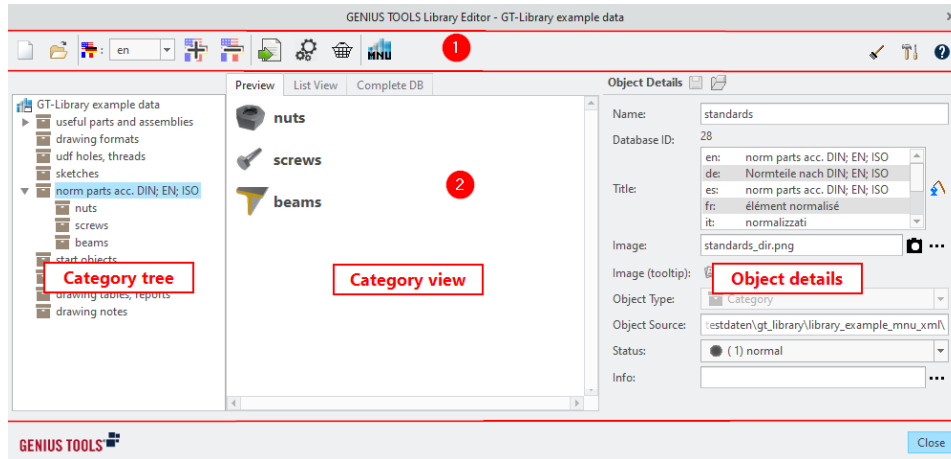 GENIUS TOOLS Library Editor - GT-Library example data
en
MNU
1
Preview
List View
Complete DB
Object Details
GT-Library example data
useful parts and assemblies
drawing formats
udf holes, threads
sketches
norm parts acc. DIN; EN; ISO
nuts
screws
beams
start objects
drawing tables, reports
drawing notes
Category tree
nuts
screws
beams
2
Category view
Name:
standards
Database ID:
28
Title:
en: norm parts acc. DIN; EN; ISO
de: Normteile nach DIN; EN; ISO
es: norm parts acc. DIN; EN; ISO
fr: élément normalisé
it: normalizzati
Image:
standards_dir.png
Image (tooltip):
Object details
Object Type:
Category
Object Source:
estdaten\gt_library\library_example_mnu_xml\
Status:
( 1) normal
Info:
GENIUS TOOLS
Close